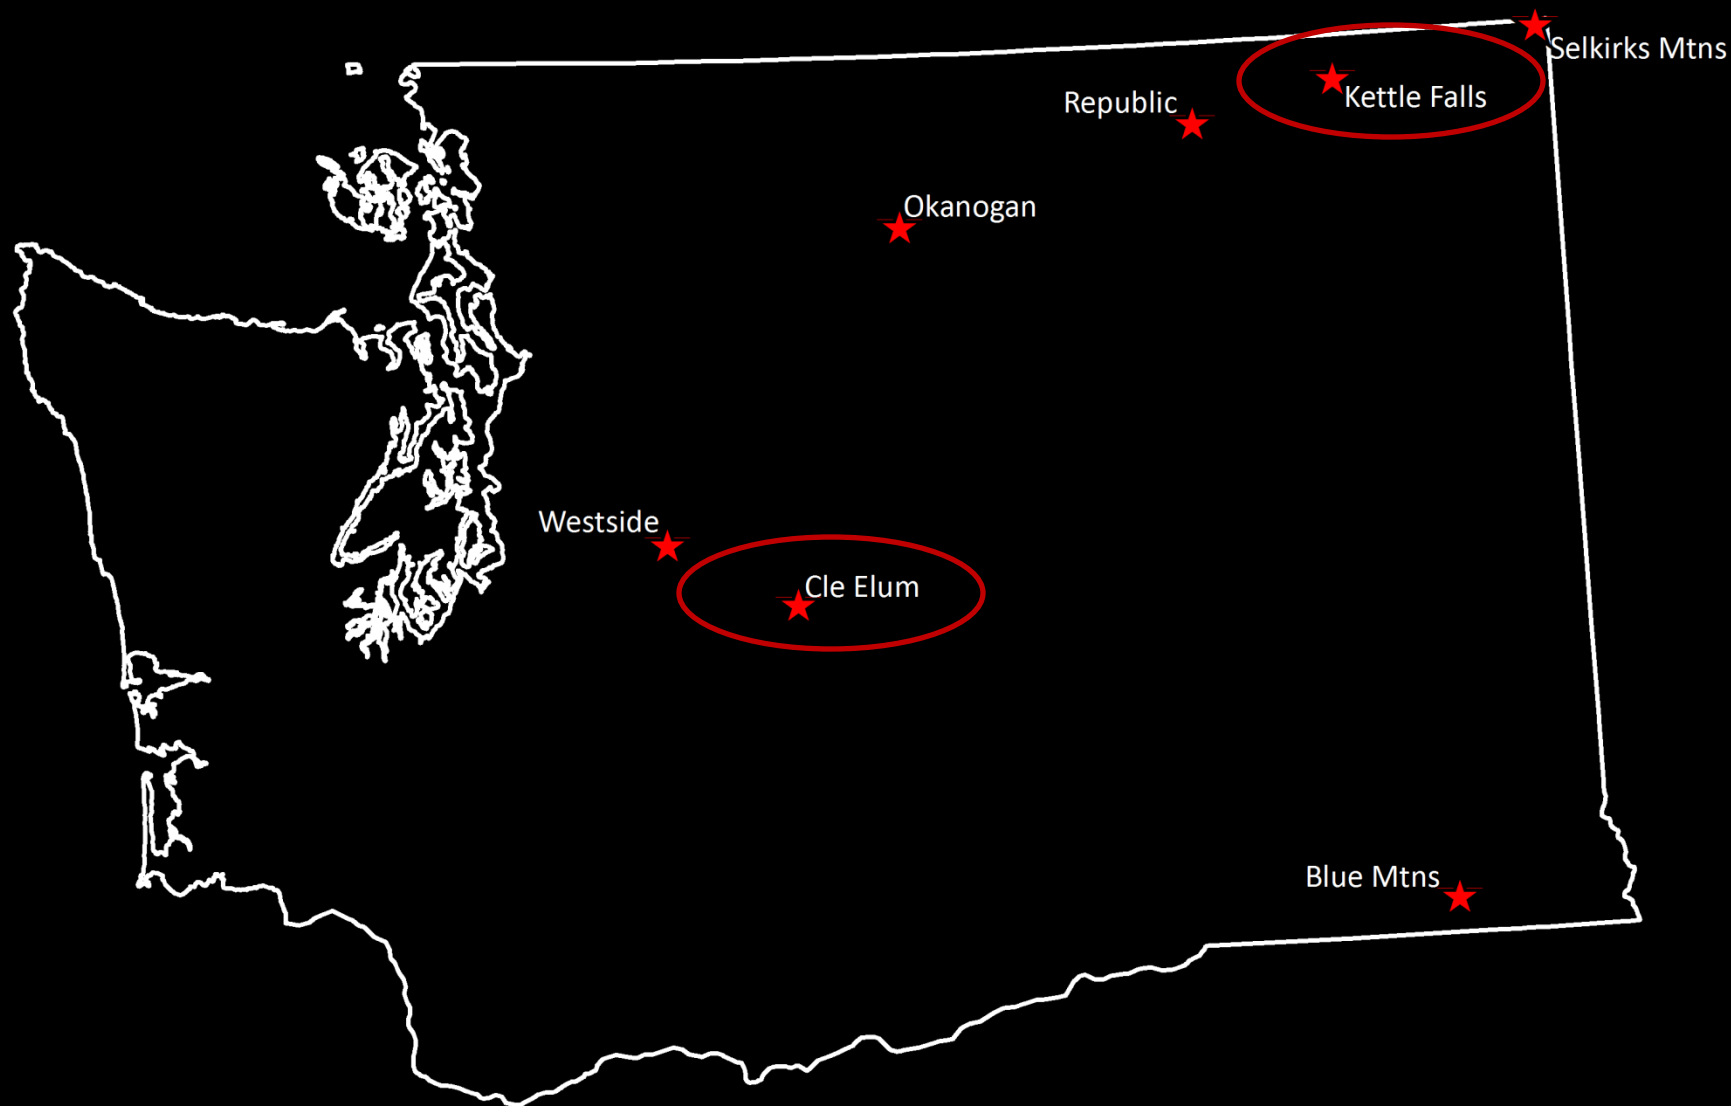 Selkirks Mtns
Kettle Falls
Republic
Okanogan
Westside
Cle Elum
Blue Mtns